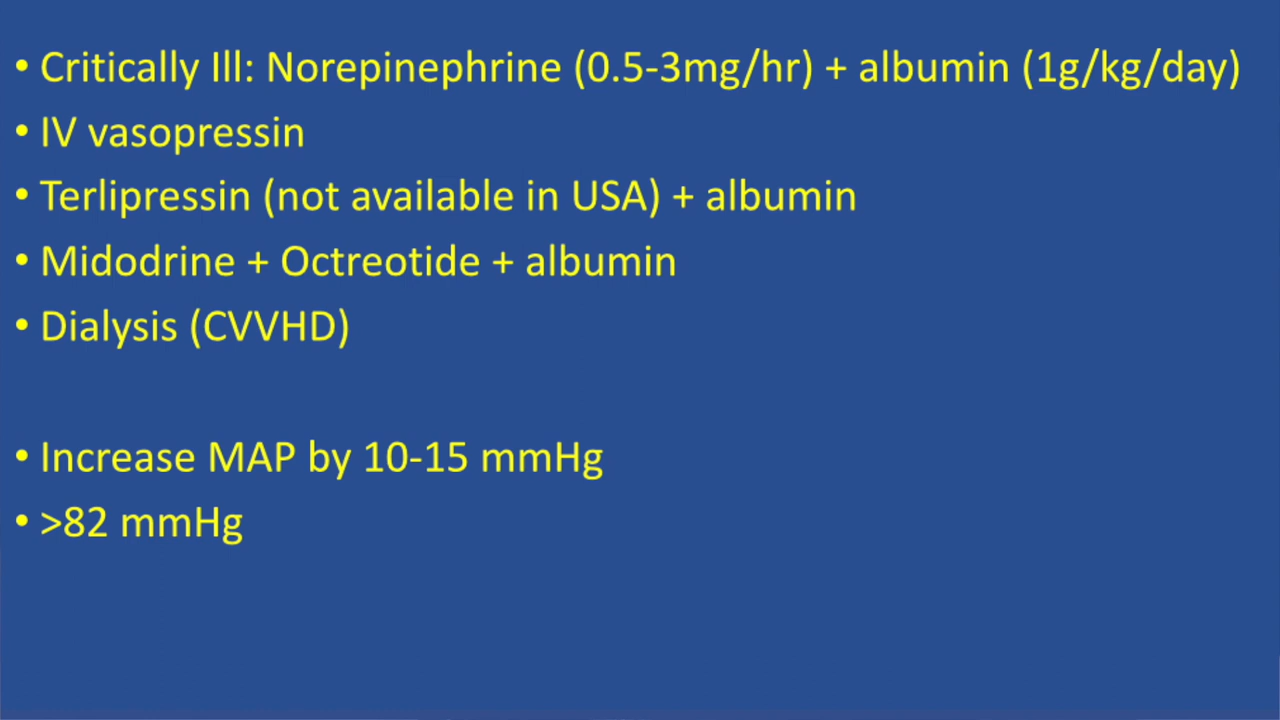 • Critically Ill: Norepinephrine (0.5-3mg/hr) + albumin (1g/kg/day)
• IV vasopressin
• Terlipressin (not available in USA) + albumin
• Midodrine + Octreotide + albumin
• Dialysis (CVVHD)
• Increase MAP by 10-15 mmHg
• >82 mmHg